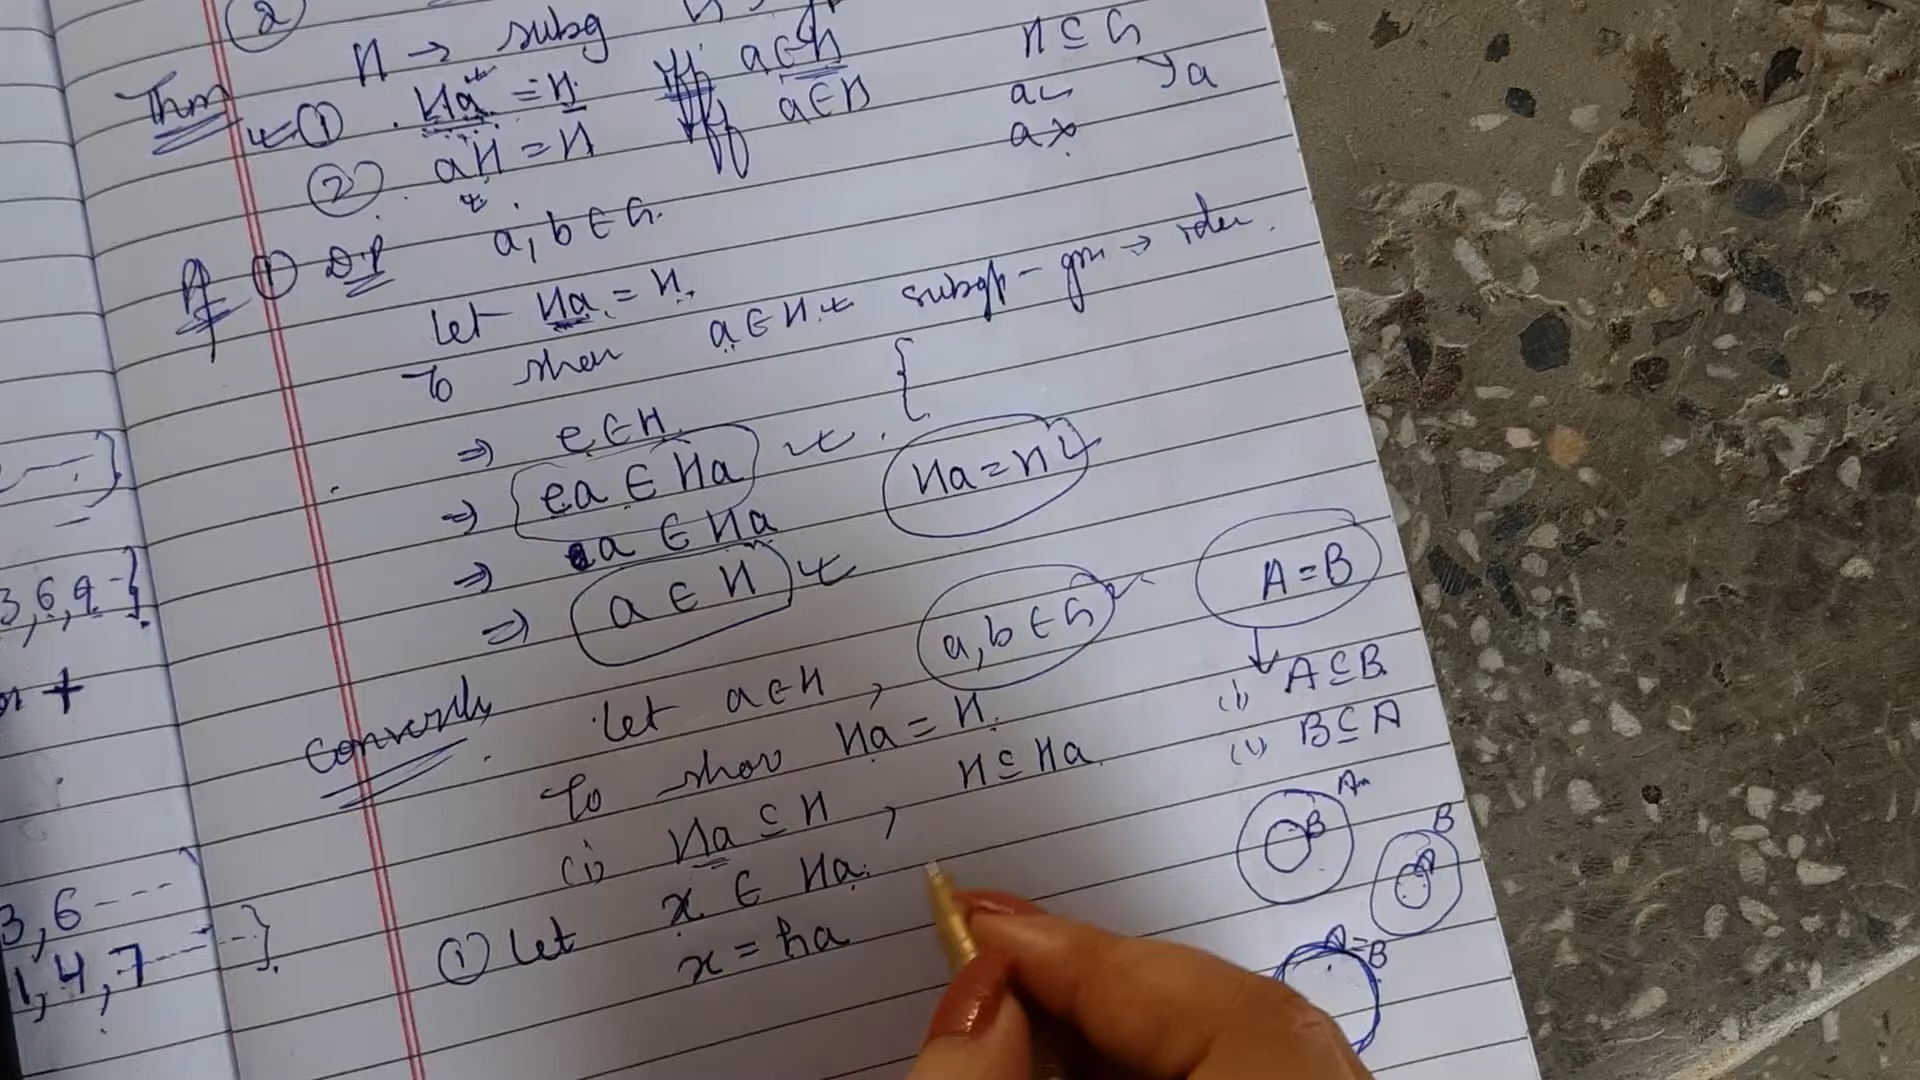 2
H → subg
Thm ① Ha = H iff a ∈ H H ⊆ G
② aH = H iff a ∈ H a a
a x
Pf ① D.P a, b ∈ G.
Let Ha = H. subgp - gr → iden.
To show a ∈ H
⇒ e ∈ H
⇒ ea ∈ Ha Ha = H
⇒ a ∈ Ha
⇒ a ∈ H
Conversely Let a ∈ H, a, b ∈ G A = B
To show Ha = H. (i) A ⊆ B
(i) Ha ⊆ H, H ⊆ Ha. B ⊆ A
① Let x ∈ Ha. A B
x = ha B A
A = B
3, 6, 9 -}
+
3, 6 ---
1, 4, 7 ---}